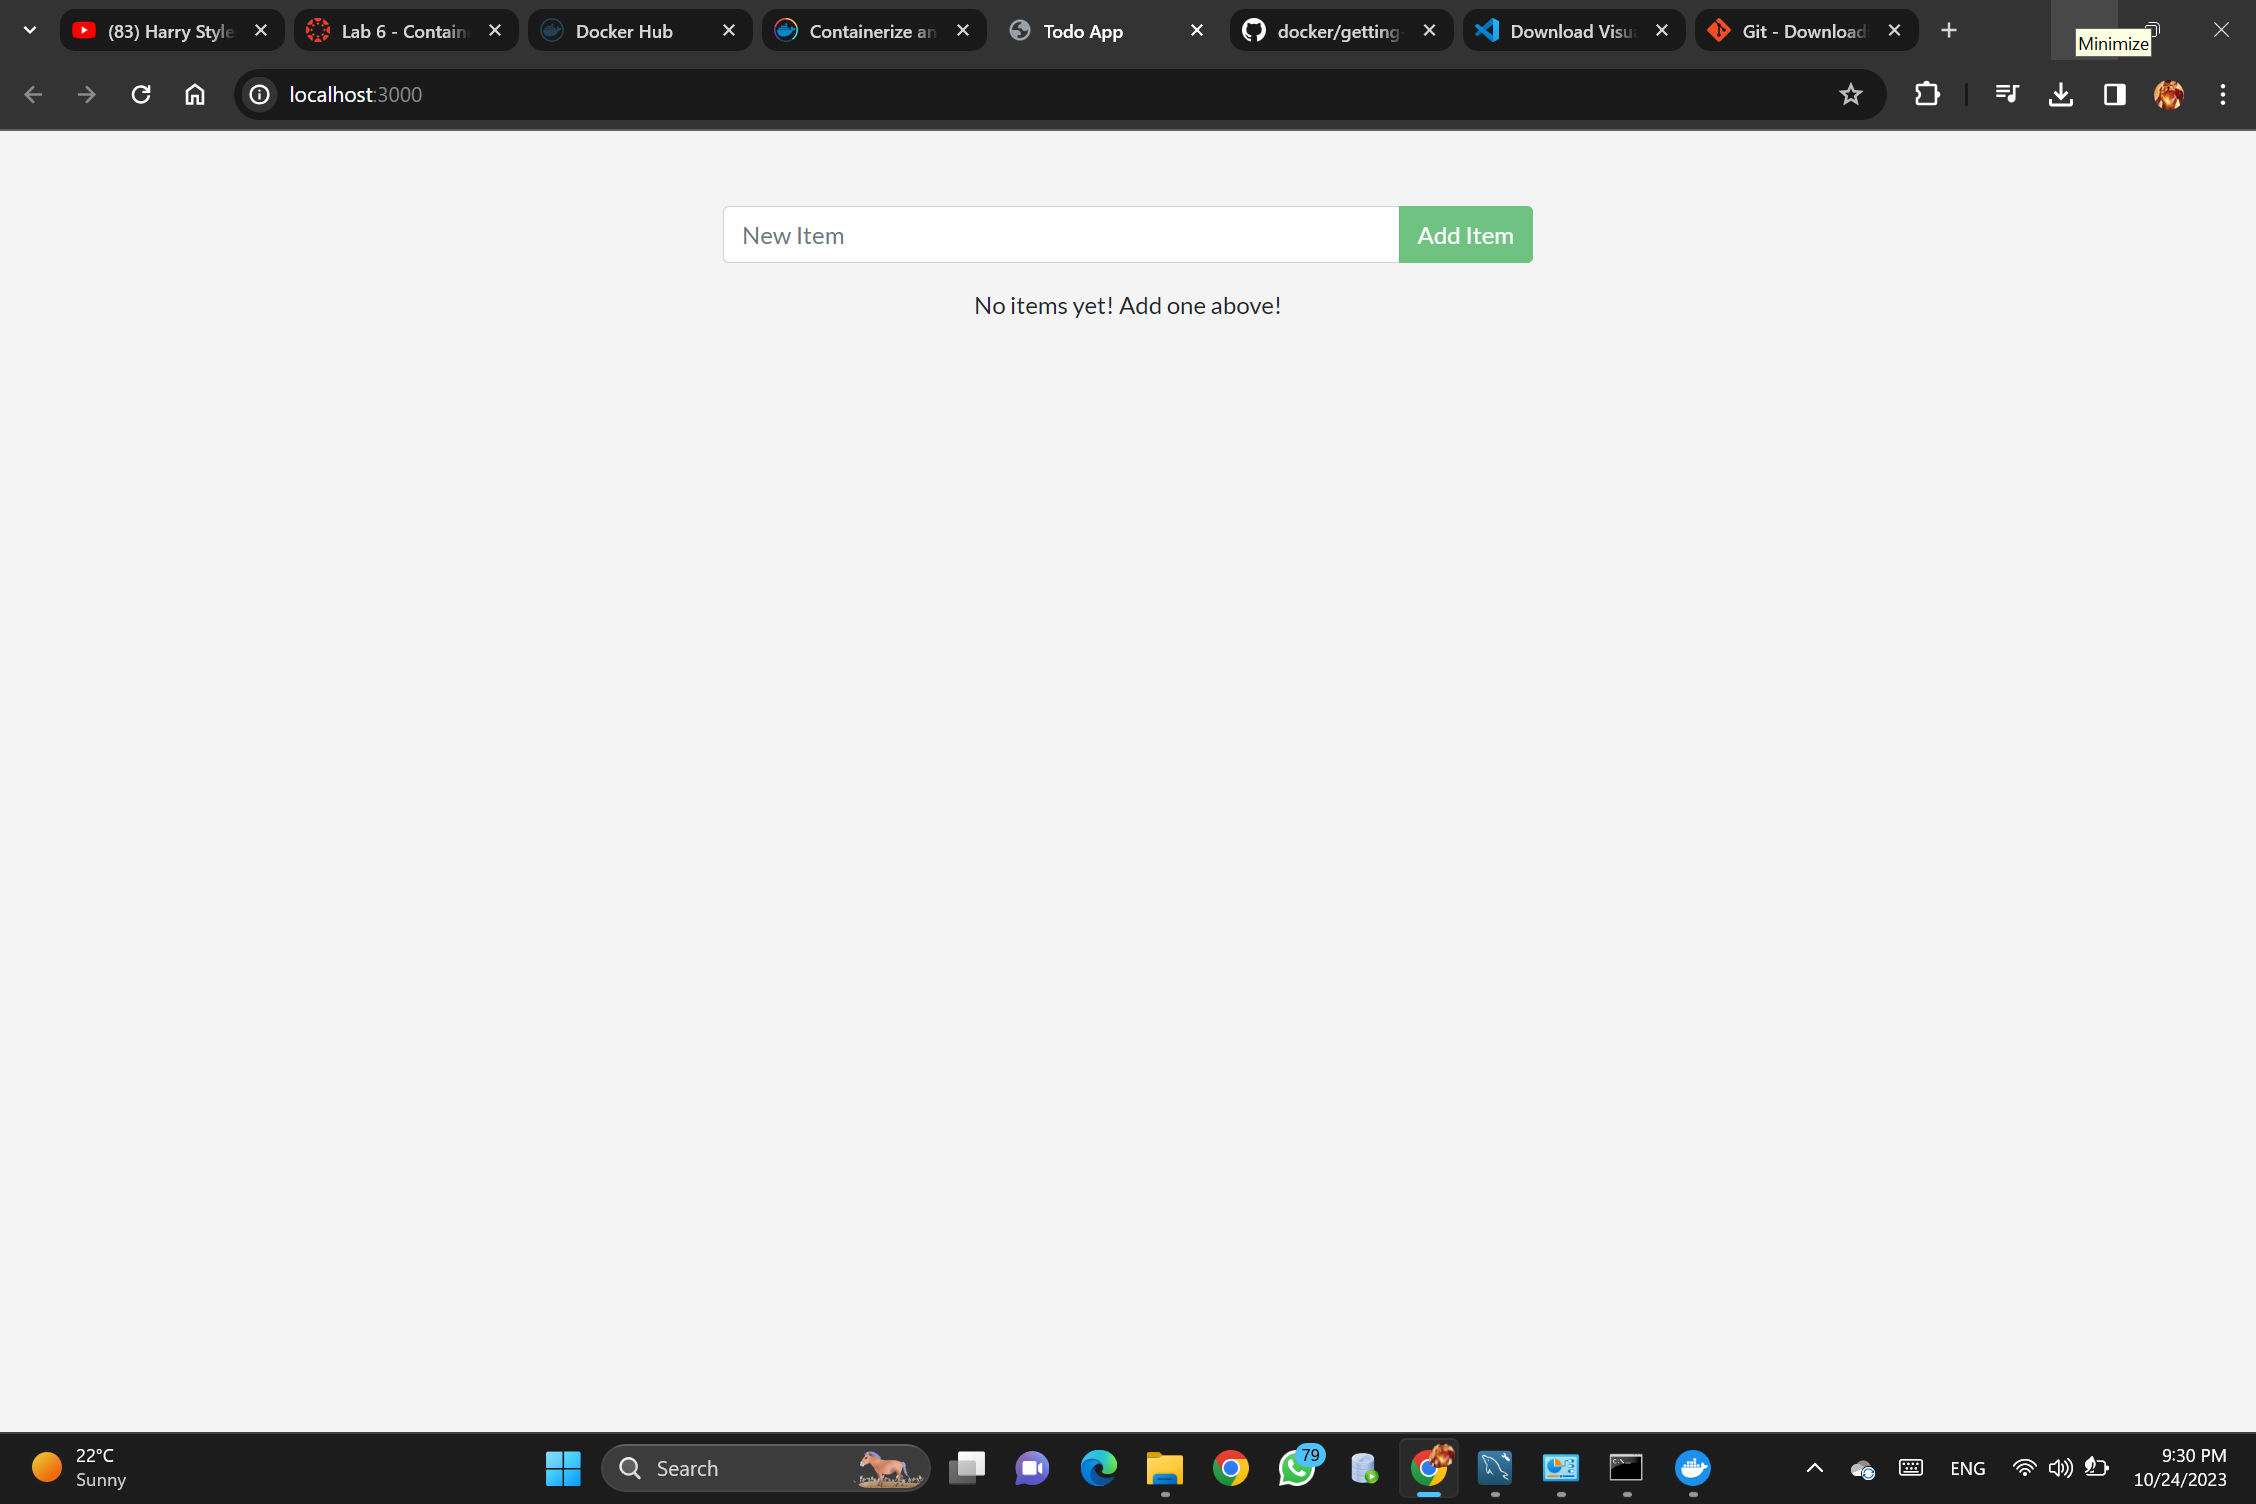 (83) Harry Style
Lab 6 - Contain
Docker Hub
Containerize an
Todo App
docker/getting-
Download Visu
Git - Downloadi
Minimize
localhost:3000
New Item
Add Item
No items yet! Add one above!
22°C
Sunny
Search
79
ENG
9:30 PM
10/24/2023